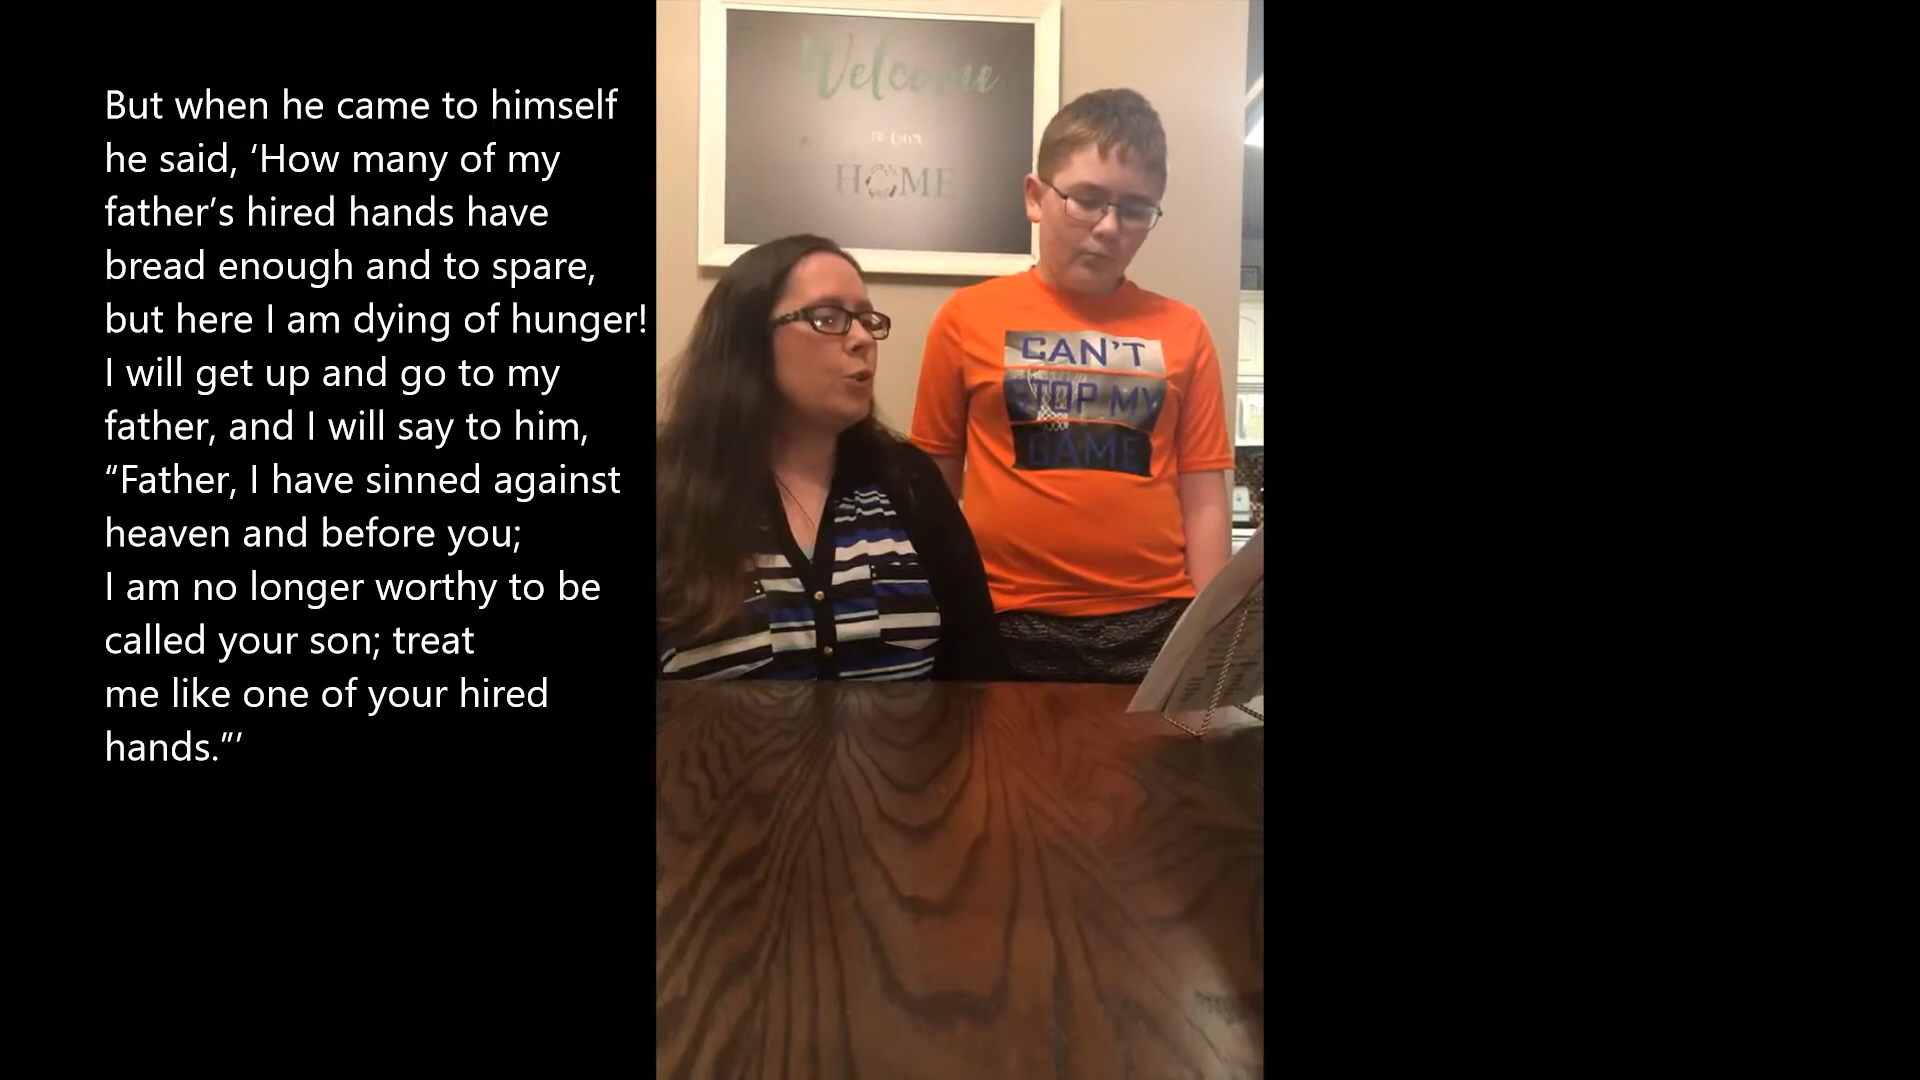 But when he came to himself
he said, ‘How many of my
father’s hired hands have
bread enough and to spare,
but here I am dying of hunger!
I will get up and go to my
father, and I will say to him,
“Father, I have sinned against
heaven and before you;
I am no longer worthy to be
called your son; treat
me like one of your hired
hands.”’
Welcome
TO OUR
HOME
CAN'T
STOP MY
GAME